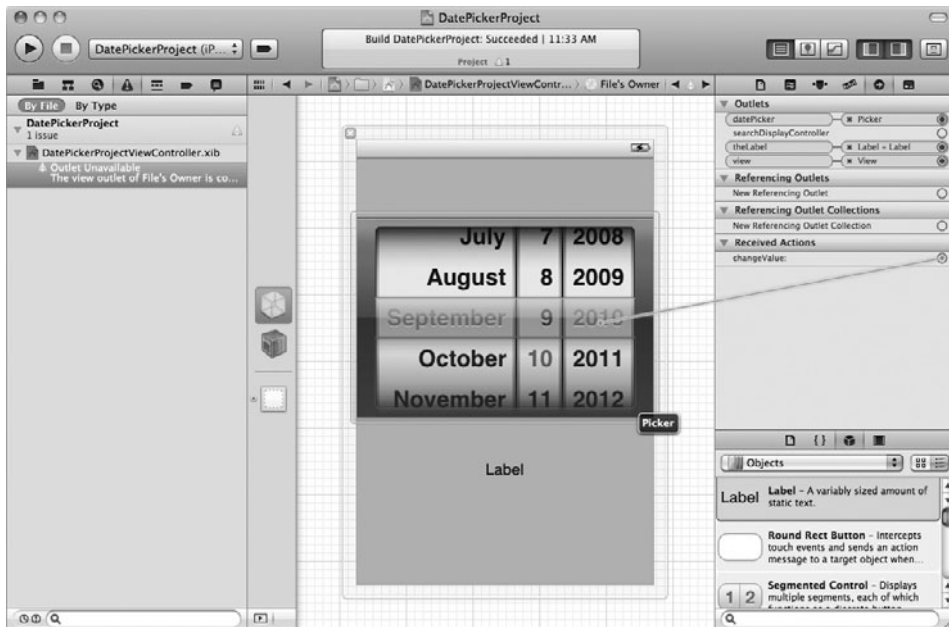 DatePickerProject
DatePickerProject (iP...
Build DatePickerProject: Succeeded | 11:33 AM
Project 1
By File By Type
DatePickerProject
1 issue
DatePickerProjectViewController.xib
Outlet Unavailable
The view outlet of File's Owner is co...
DatePickerProjectViewContr...
File's Owner
July 7 2008
August 8 2009
September 9 2010
October 10 2011
November 11 2012
Picker
Label
Outlets
datePicker Picker
searchDisplayController
theLabel Label - Label
view View
Referencing Outlets
New Referencing Outlet
Referencing Outlet Collections
New Referencing Outlet Collection
Received Actions
changeValue:
{ }
Objects
Label
Label - A variably sized amount of
static text.
Round Rect Button - Intercepts
touch events and sends an action
message to a target object when...
1 2
Segmented Control - Displays
multiple segments, each of which
functions as a discrete button